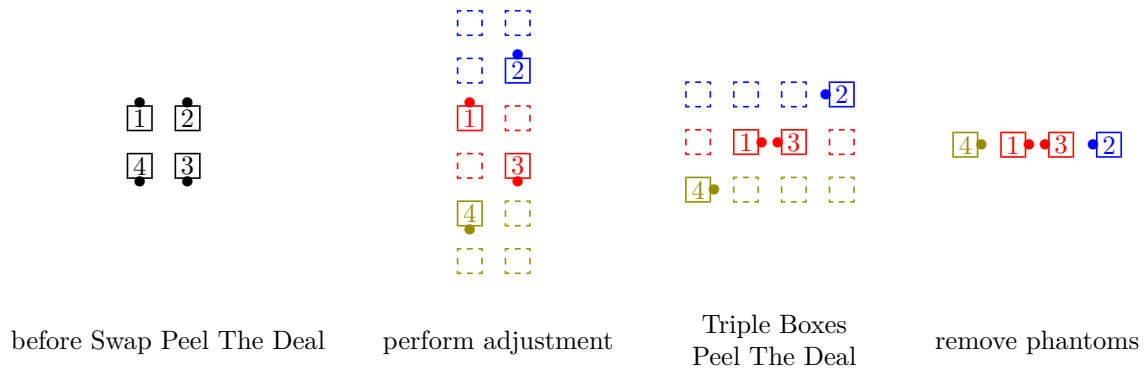 1 2
4 3
before Swap Peel The Deal
2
1
3
4
perform adjustment
2
1 3
4
Triple Boxes
Peel The Deal
4 1 3 2
remove phantoms